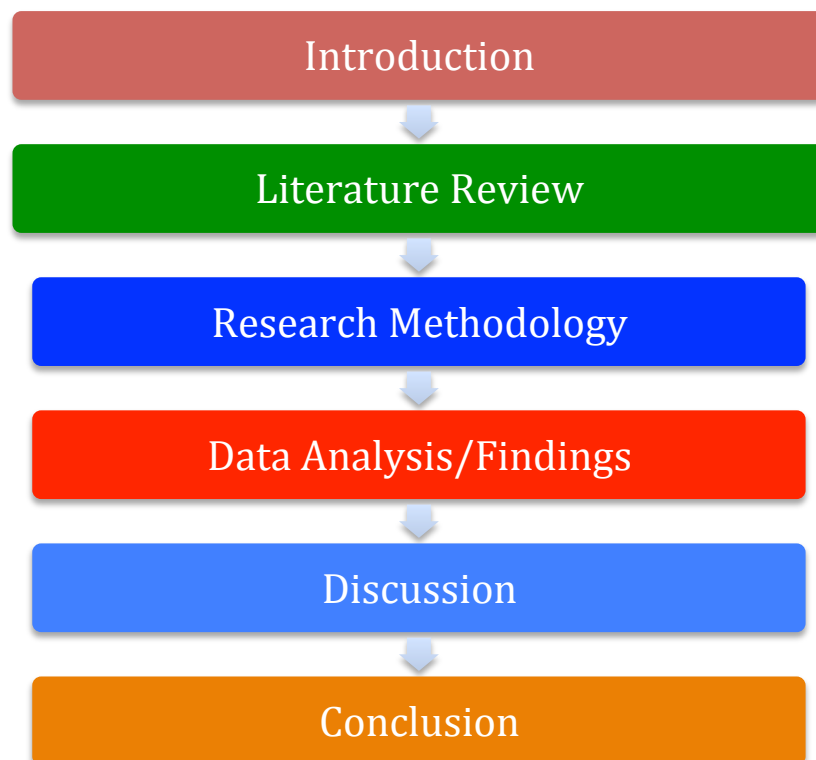 Introduction
Literature Review
Research Methodology
Data Analysis/Findings
Discussion
Conclusion